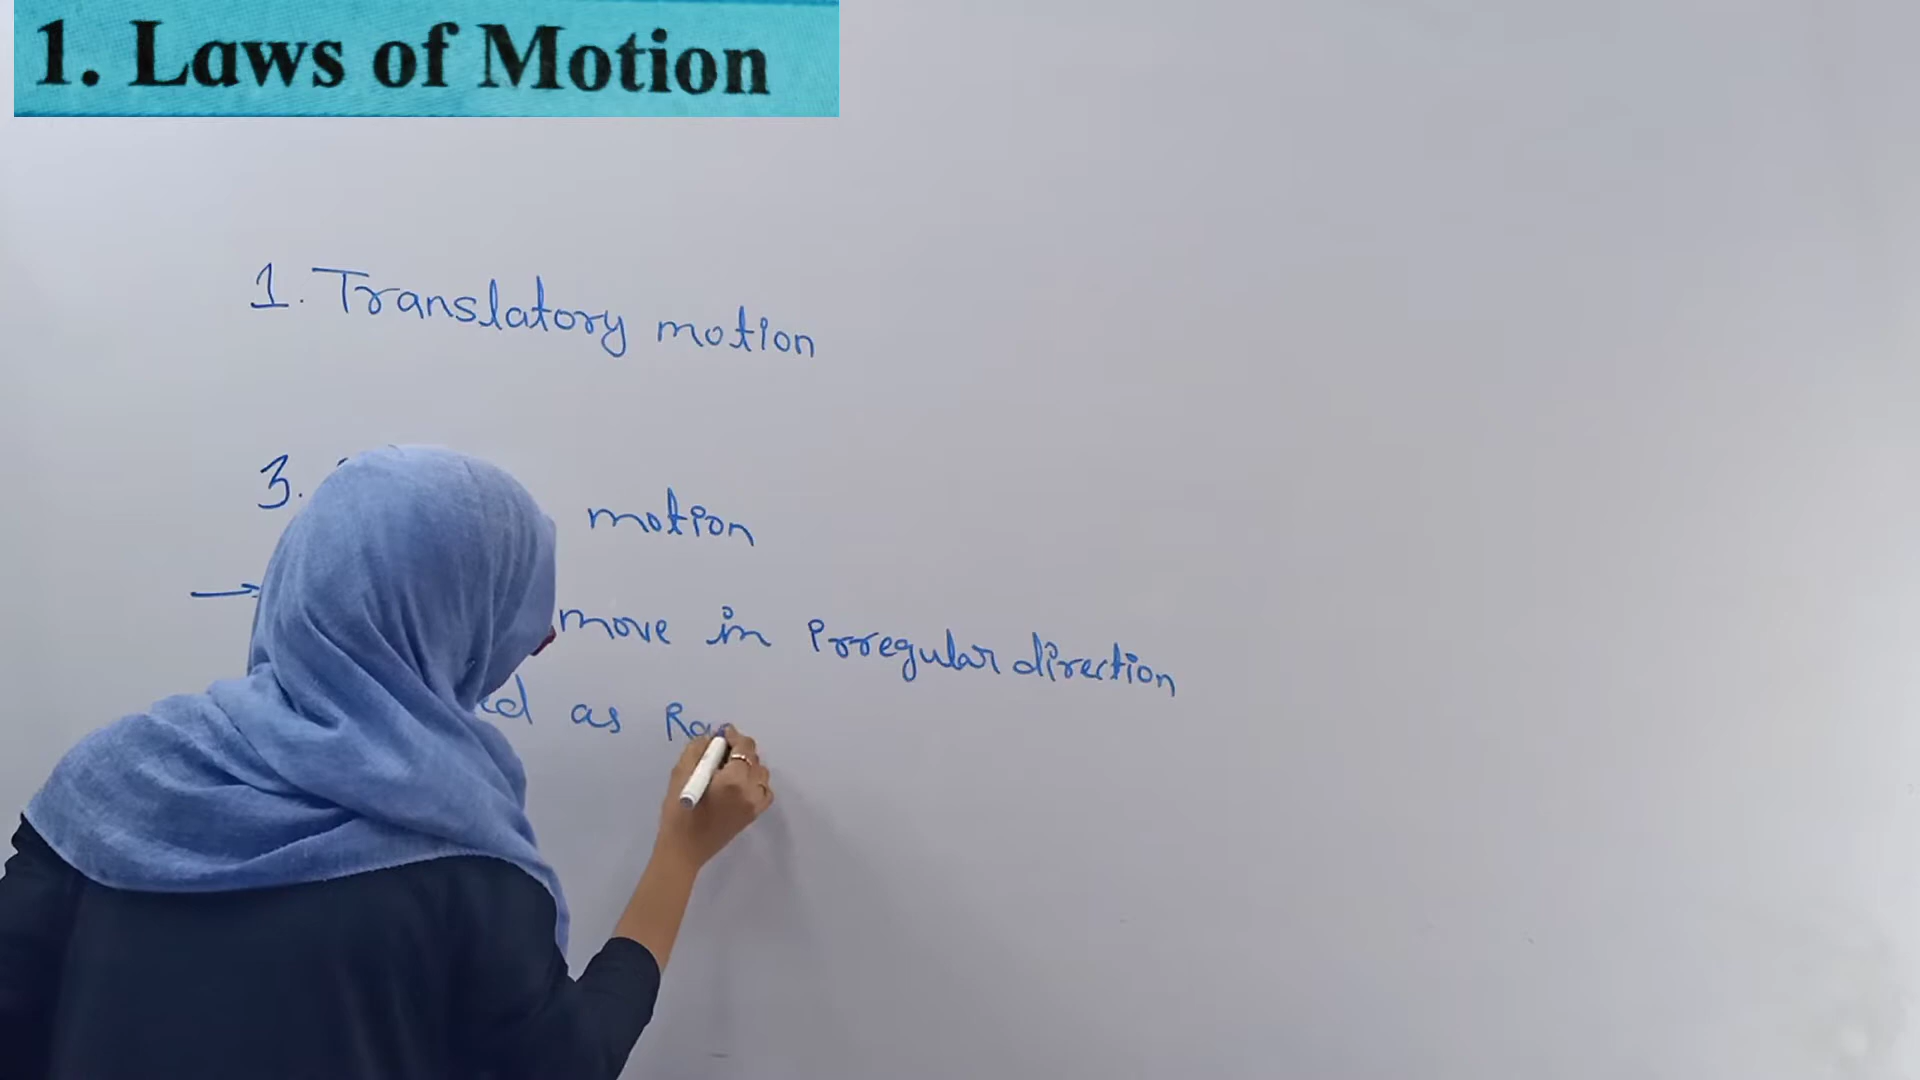 1. Laws of Motion
1. Translatory motion
3. motion
→ move in irregular direction
as